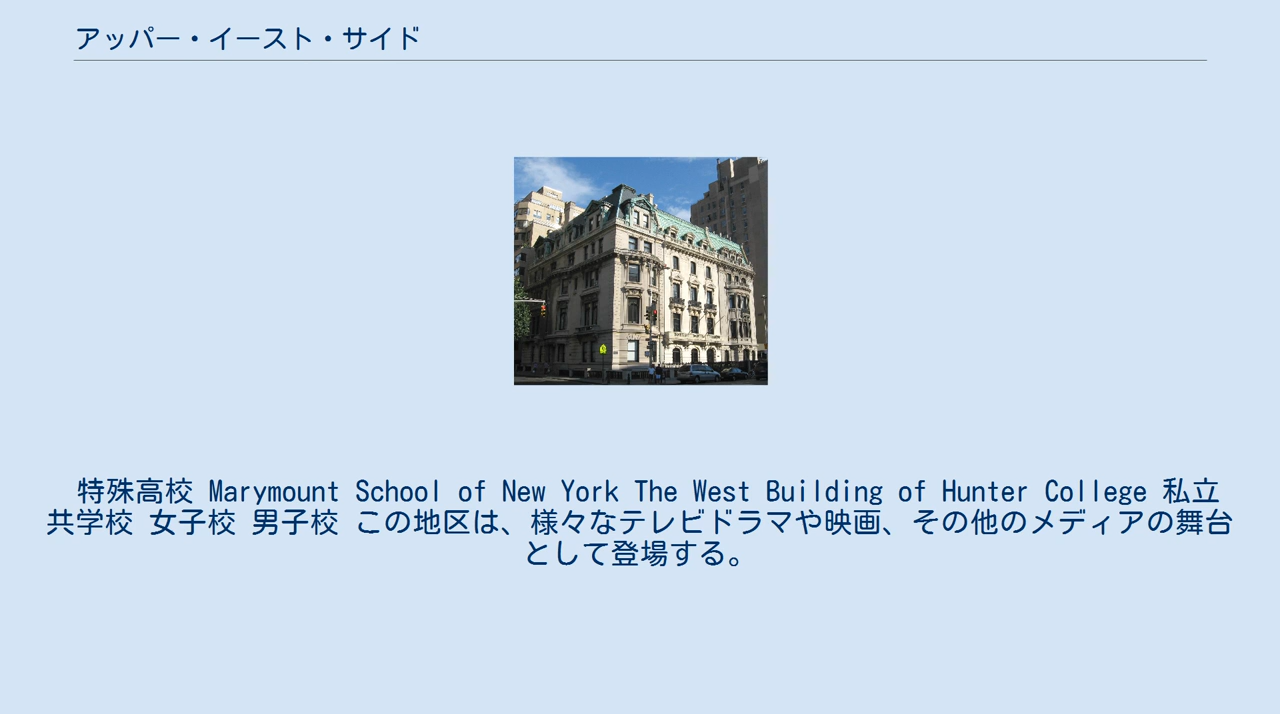 アッパー・イースト・サイド
特殊高校 Marymount School of New York The West Building of Hunter College 私立
共学校 女子校 男子校 この地区は、様々なテレビドラマや映画、その他のメディアの舞台
として登場する。